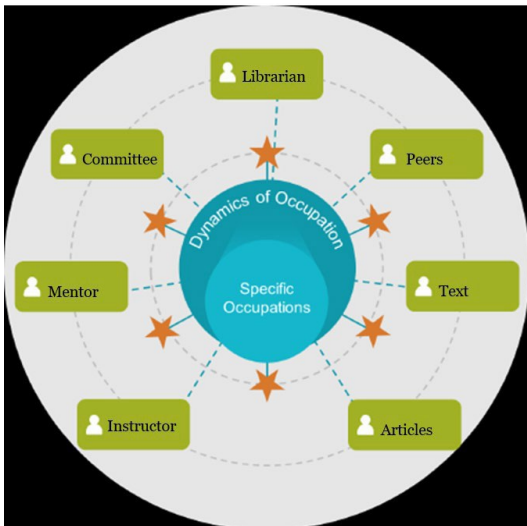 Librarian
Committee
Peers
Dynamics of Occupation
Mentor
Specific
Occupations
Text
Instructor
Articles